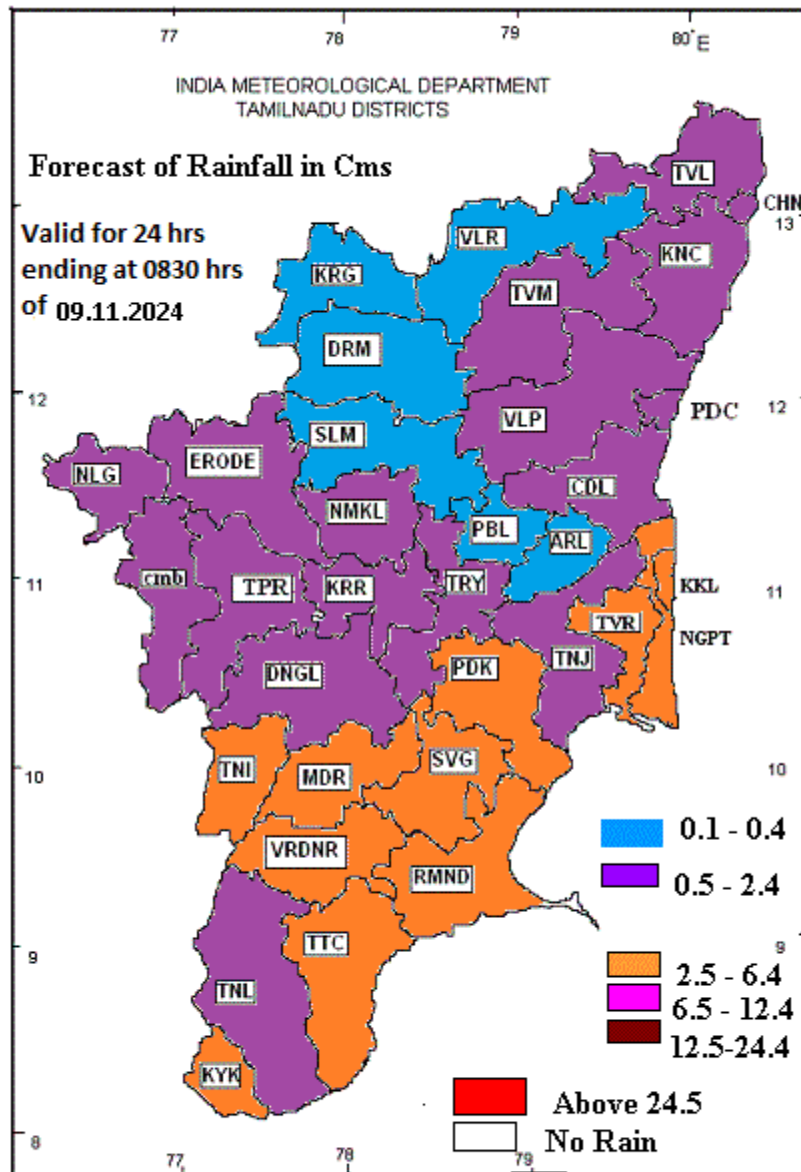 77 78 79 80°E
INDIA METEOROLOGICAL DEPARTMENT
TAMILNADU DISTRICTS
Forecast of Rainfall in Cms
TVL
CHN
13
Valid for 24 hrs
ending at 0830 hrs
of 09.11.2024
VLR
KNC
KRG
TVM
DRM
12
12
PDC
VLP
SLM
ERODE
NLG
CDL
NMKL
PBL
ARL
11
cmb
TPR
KRR
TRY
KKL
11
TVR
NGPT
DNGL
PDK
TNJ
10
TNI
MDR
SVG
10
VRDNR
RMND
0.1 - 0.4
0.5 - 2.4
9
TTC
9
TNL
2.5 - 6.4
6.5 - 12.4
12.5-24.4
KYK
Above 24.5
No Rain
8
77 78 79